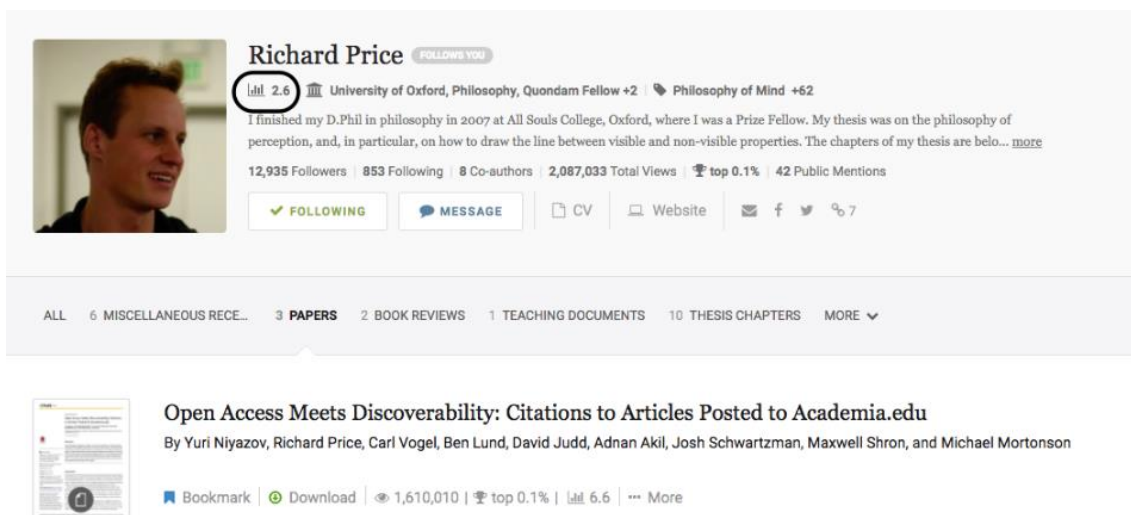 Richard Price FOLLOWS YOU
2.6 University of Oxford, Philosophy, Quondam Fellow +2 | Philosophy of Mind +62
I finished my D.Phil in philosophy in 2007 at All Souls College, Oxford, where I was a Prize Fellow. My thesis was on the philosophy of
perception, and, in particular, on how to draw the line between visible and non-visible properties. The chapters of my thesis are belo... more
12,935 Followers | 853 Following | 8 Co-authors | 2,087,033 Total Views | top 0.1% | 42 Public Mentions
FOLLOWING MESSAGE CV Website 7
ALL 6 MISCELLANEOUS RECE... 3 PAPERS 2 BOOK REVIEWS 1 TEACHING DOCUMENTS 10 THESIS CHAPTERS MORE
Open Access Meets Discoverability: Citations to Articles Posted to Academia.edu
By Yuri Niyazov, Richard Price, Carl Vogel, Ben Lund, David Judd, Adnan Akil, Josh Schwartzman, Maxwell Shron, and Michael Mortonson
Bookmark | Download | 1,610,010 | top 0.1% | 6.6 | ••• More